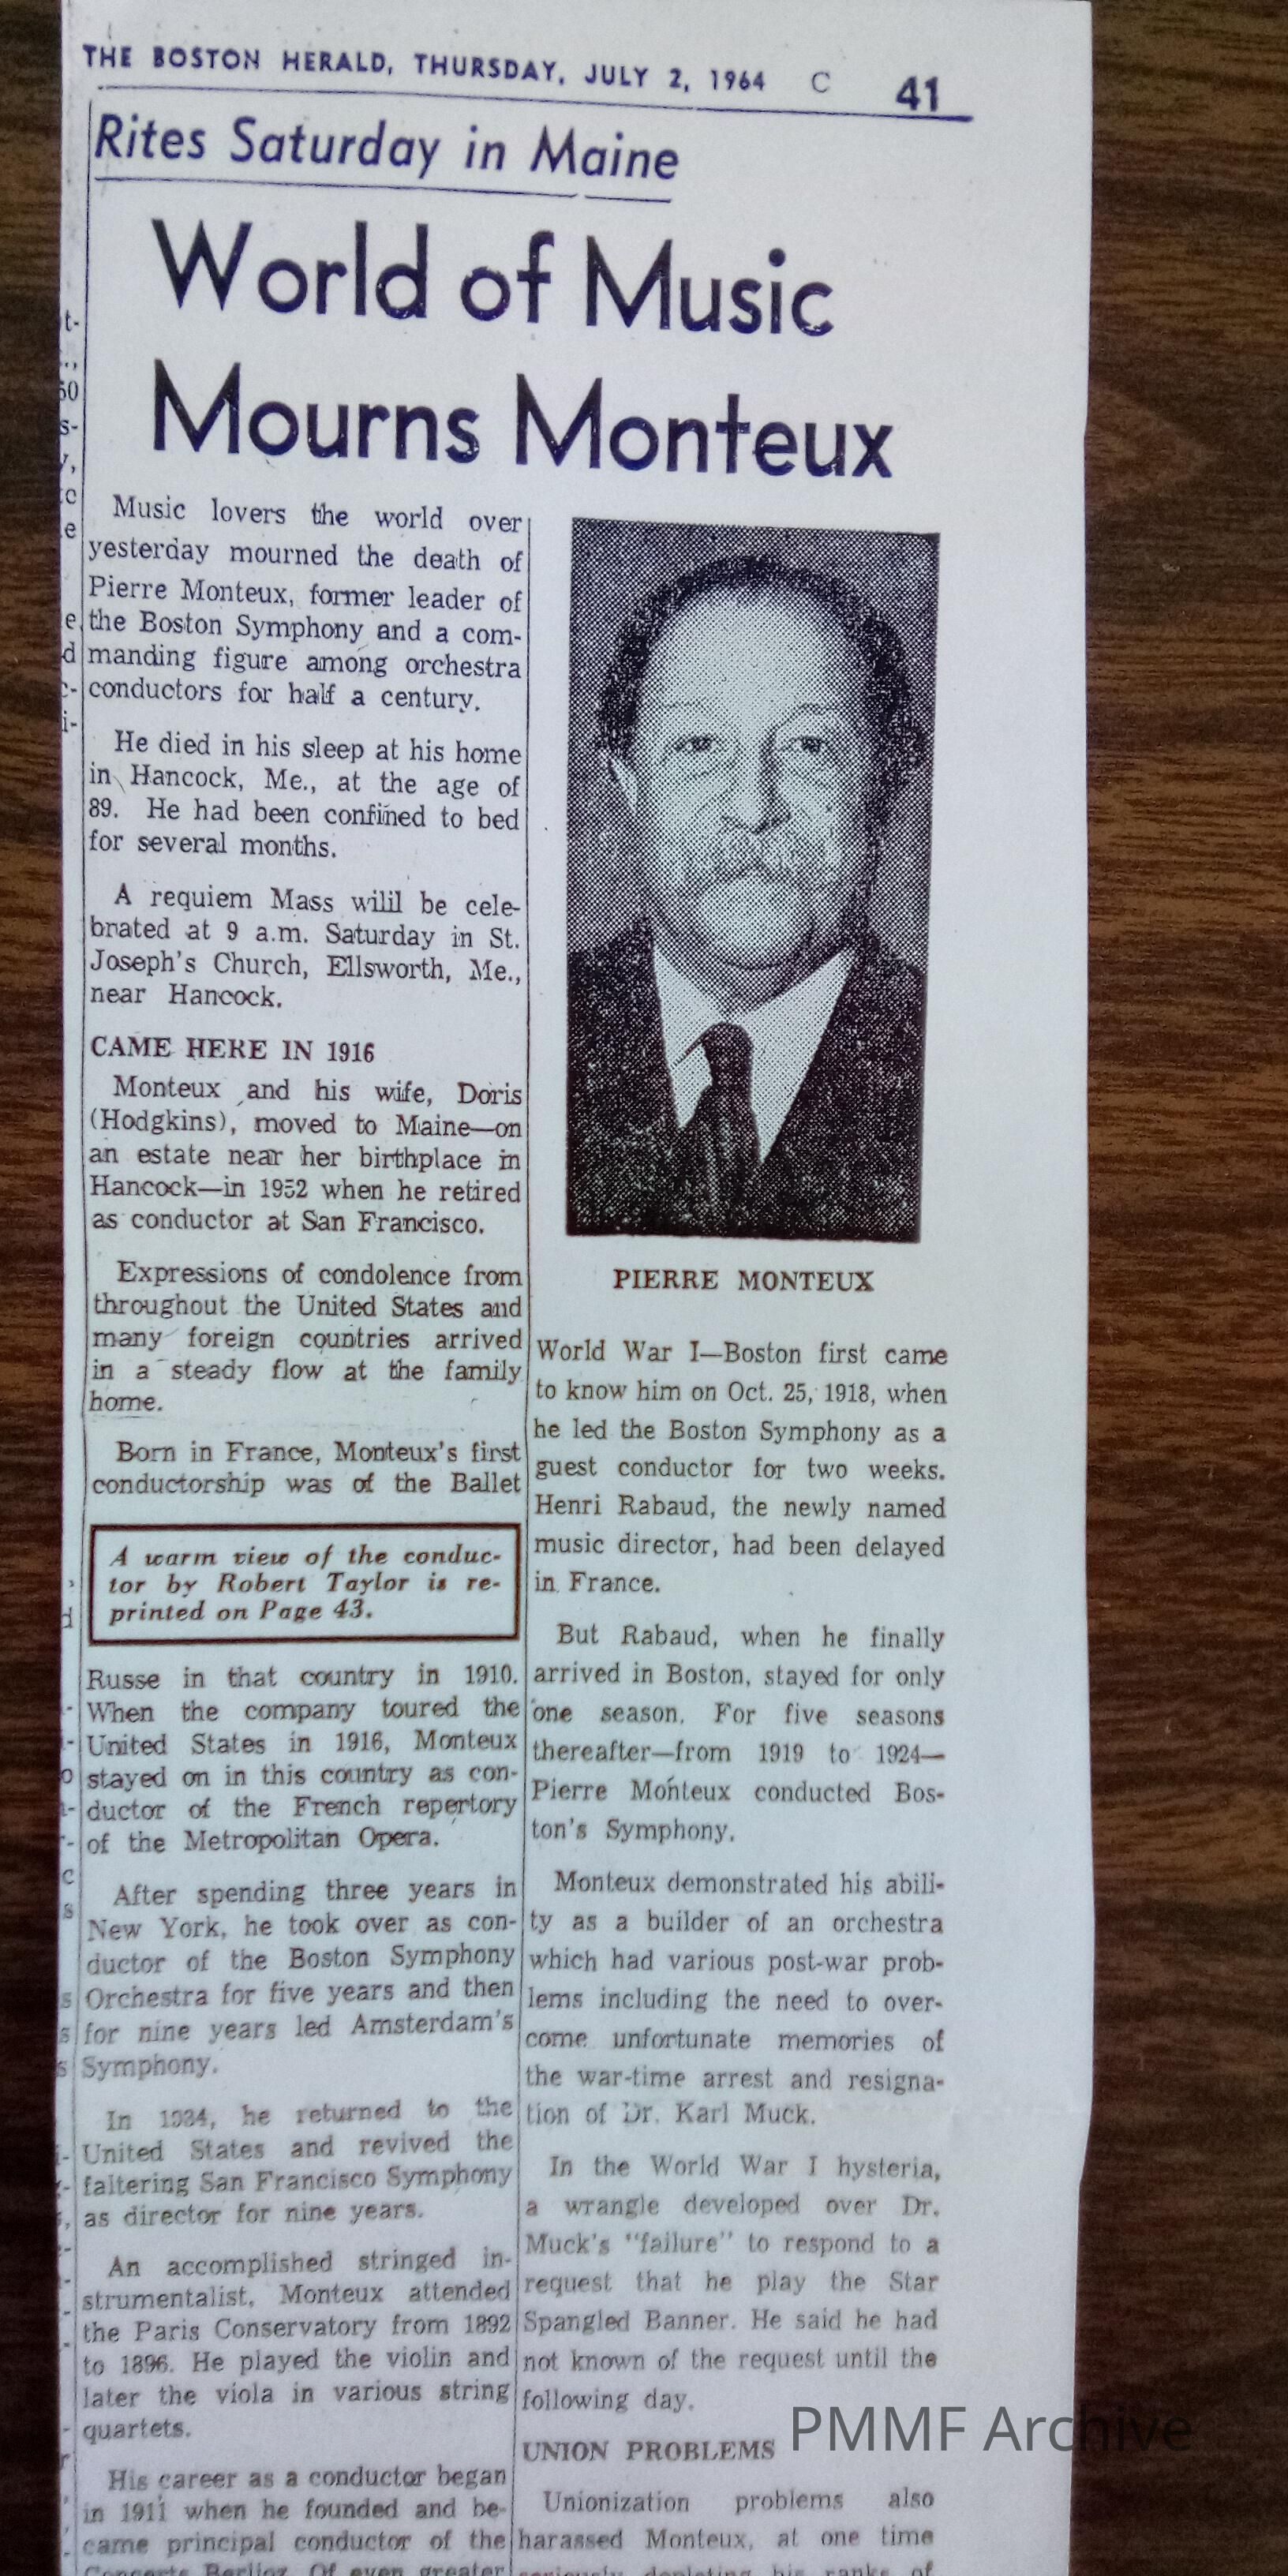 THE BOSTON HERALD, THURSDAY, JULY 2, 1964 C 41
Rites Saturday in Maine
World of Music
Mourns Monteux
Music lovers the world over
yesterday mourned the death of
Pierre Monteux, former leader of
the Boston Symphony and a com-
manding figure among orchestra
conductors for half a century.
He died in his sleep at his home
in Hancock, Me., at the age of
89. He had been confined to bed
for several months.
A requiem Mass wilil be cele-
brated at 9 a.m. Saturday in St.
Joseph's Church, Ellsworth, Me.,
near Hancock.
CAME HERE IN 1916
Monteux and his wife, Doris
(Hodgkins), moved to Maine—on
an estate near her birthplace in
Hancock—in 1952 when he retired
as conductor at San Francisco.
Expressions of condolence from
throughout the United States and
many foreign countries arrived
in a steady flow at the family
home.
Born in France, Monteux's first
conductorship was of the Ballet
A warm view of the conduc-
tor by Robert Taylor is re-
printed on Page 43.
Russe in that country in 1910.
When the company toured the
United States in 1916, Monteux
stayed on in this country as con-
ductor of the French repertory
of the Metropolitan Opera.
After spending three years in
New York, he took over as con-
ductor of the Boston Symphony
Orchestra for five years and then
for nine years led Amsterdam's
Symphony.
In 1934, he returned to the
United States and revived the
faltering San Francisco Symphony
as director for nine years.
An accomplished stringed in-
strumentalist, Monteux attended
the Paris Conservatory from 1892
to 1896. He played the violin and
later the viola in various string
quartets.
His career as a conductor began
in 1911 when he founded and be-
came principal conductor of the
Concerts Berlioz. Of even greater
PIERRE MONTEUX
World War I—Boston first came
to know him on Oct. 25, 1918, when
he led the Boston Symphony as a
guest conductor for two weeks.
Henri Rabaud, the newly named
music director, had been delayed
in France.
But Rabaud, when he finally
arrived in Boston, stayed for only
one season. For five seasons
thereafter—from 1919 to 1924—
Pierre Monteux conducted Bos-
ton's Symphony.
Monteux demonstrated his abili-
ty as a builder of an orchestra
which had various post-war prob-
lems including the need to over-
come unfortunate memories of
the war-time arrest and resigna-
tion of Dr. Karl Muck.
In the World War I hysteria,
a wrangle developed over Dr.
Muck's "failure" to respond to a
request that he play the Star
Spangled Banner. He said he had
not known of the request until the
following day.
UNION PROBLEMS
Unionization problems also
harassed Monteux, at one time
seriously depleting his ranks of
PMMF Archive